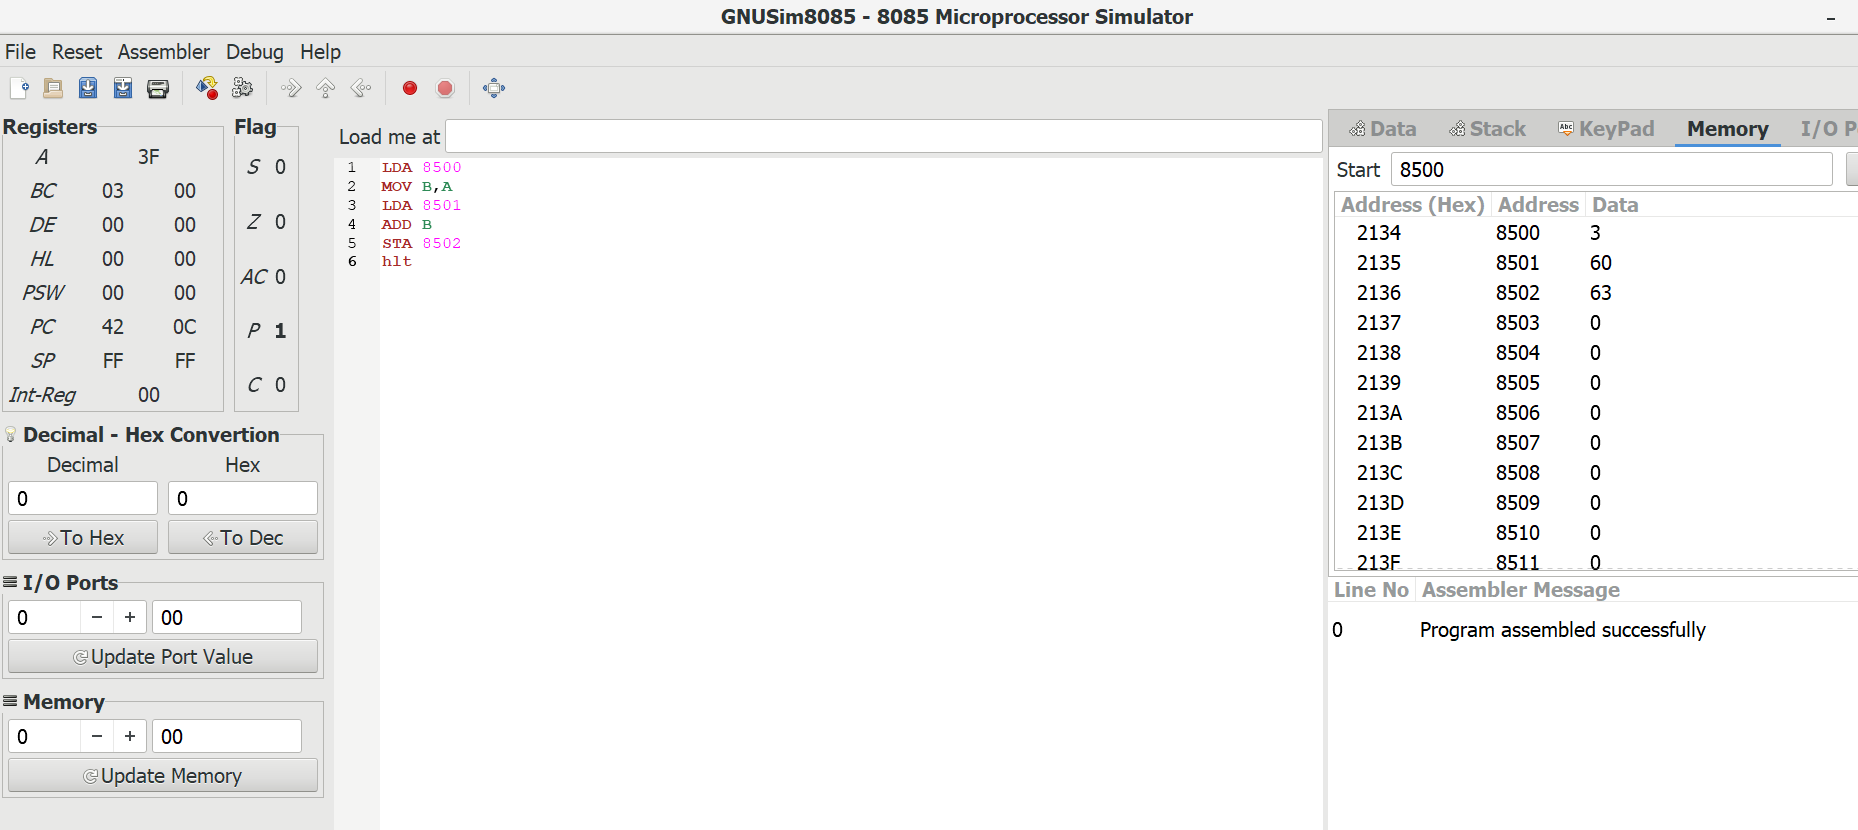 GNUSim8085 - 8085 Microprocessor Simulator
File Reset Assembler Debug Help
Registers
A 3F
BC 03 00
DE 00 00
HL 00 00
PSW 00 00
PC 42 0C
SP FF FF
Int-Reg 00
Flag
S 0
Z 0
AC 0
P 1
C 0
Decimal - Hex Convertion
Decimal Hex
0 0
To Hex To Dec
I/O Ports
0 − + 00
Update Port Value
Memory
0 − + 00
Update Memory
Load me at
1 LDA 8500
2 MOV B,A
3 LDA 8501
4 ADD B
5 STA 8502
6 hlt
Data Stack Abc KeyPad Memory I/O P
Start 8500
Address (Hex) Address Data
2134 8500 3
2135 8501 60
2136 8502 63
2137 8503 0
2138 8504 0
2139 8505 0
213A 8506 0
213B 8507 0
213C 8508 0
213D 8509 0
213E 8510 0
213F 8511 0
Line No Assembler Message
0 Program assembled successfully